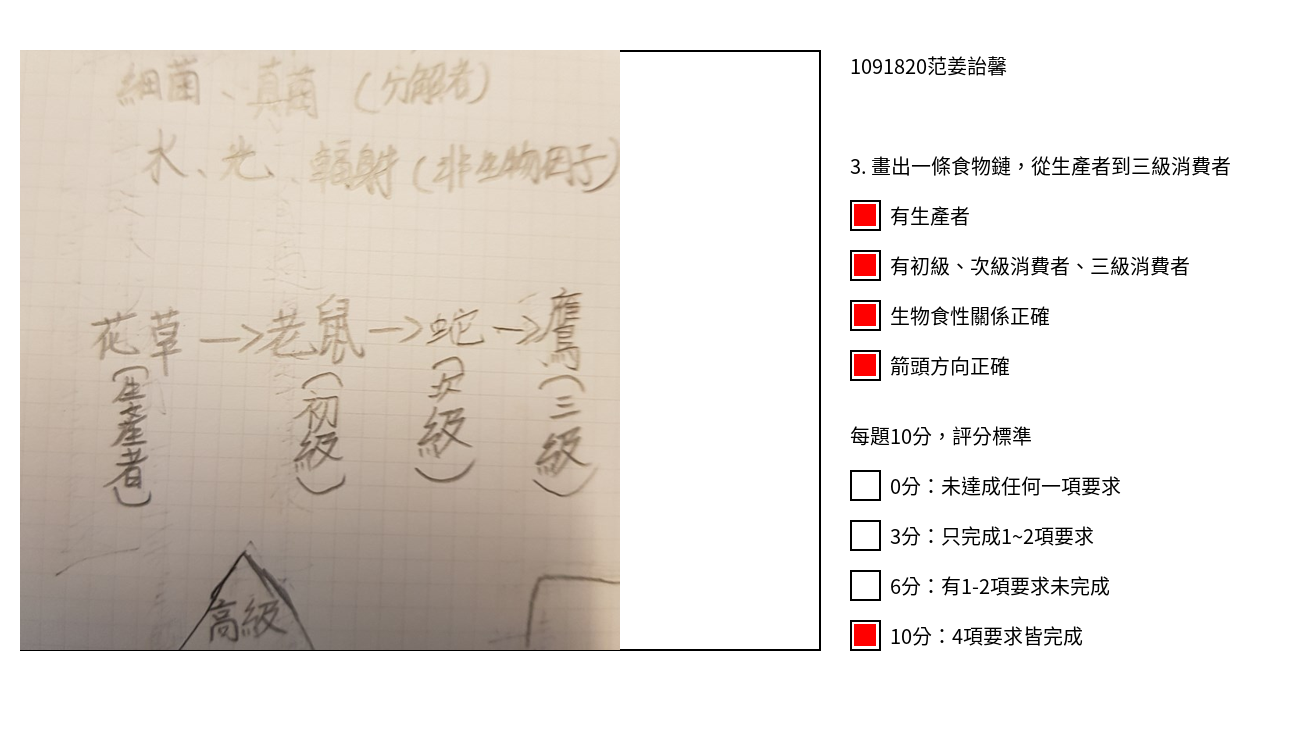 細菌、真菌（分解者）
水、光、輻射（非生物因子）
花草→老鼠→蛇→鷹
（生產者）
（初級）
（次級）
（三級）
高級
1091820范姜詒馨
3. 畫出一條食物鏈，從生產者到三級消費者
有生產者
有初級、次級消費者、三級消費者
生物食性關係正確
箭頭方向正確
每題10分，評分標準
0分：未達成任何一項要求
3分：只完成1~2項要求
6分：有1-2項要求未完成
10分：4項要求皆完成